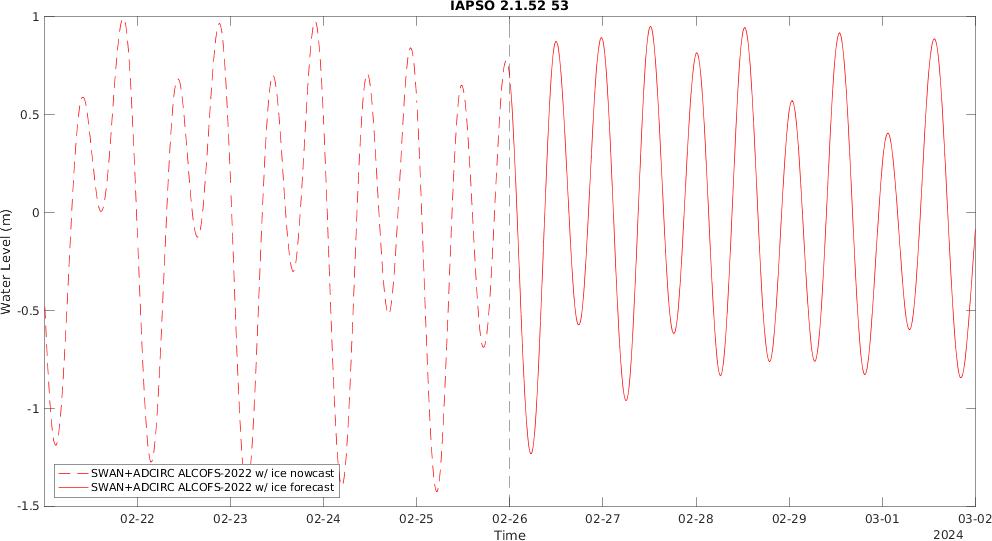 IAPSO 2.1.52 53
1
0.5
0
-0.5
-1
-1.5
Water Level (m)
SWAN+ADCIRC ALCOFS-2022 w/ ice nowcast
SWAN+ADCIRC ALCOFS-2022 w/ ice forecast
02-22 02-23 02-24 02-25 02-26 02-27 02-28 02-29 03-01 03-02
Time
2024